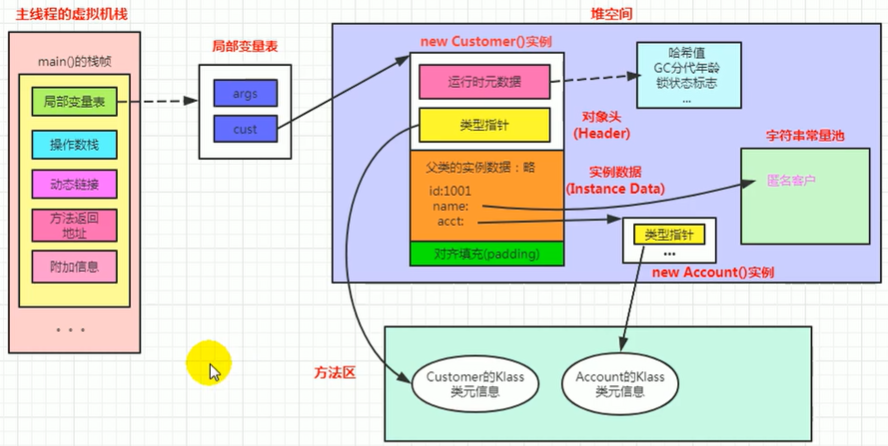 主线程的虚拟机栈
main()的栈帧
局部变量表
操作数栈
动态链接
方法返回
地址
附加信息
...
局部变量表
args
cust
堆空间
new Customer()实例
运行时元数据
类型指针
哈希值
GC分代年龄
锁状态标志
...
对象头
(Header)
父类的实例数据：略
id:1001
name:
acct:
实例数据
(Instance Data)
对齐填充(padding)
字符串常量池
匿名客户
类型指针
...
new Account()实例
方法区
Customer的Klass
类元信息
Account的Klass
类元信息